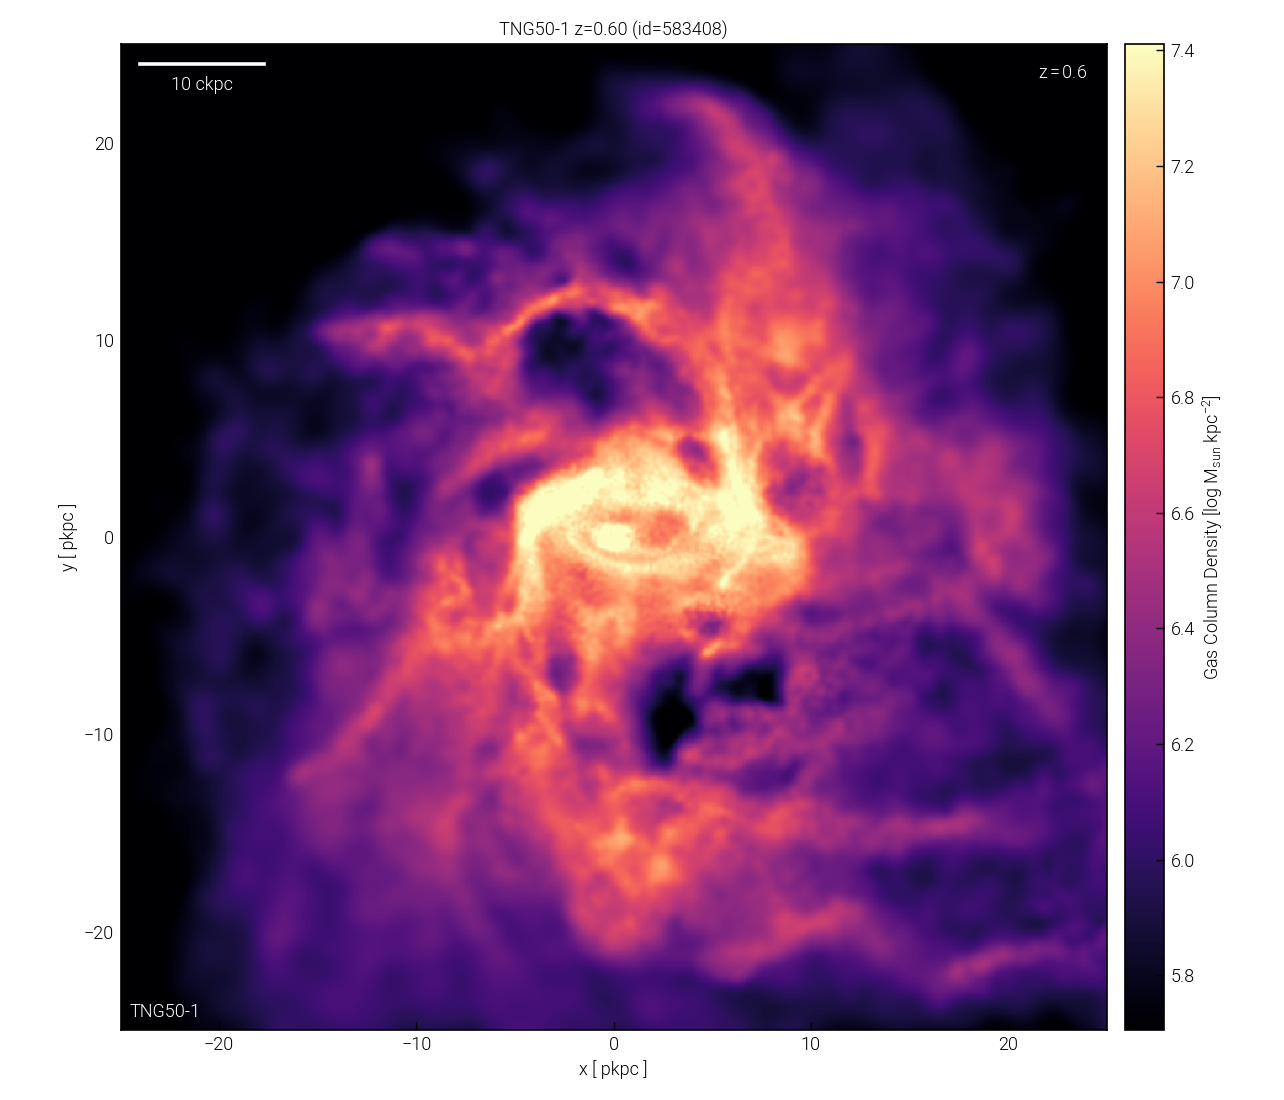 TNG50-1 z=0.60 (id=583408)
10 ckpc
z=0.6
7.4
7.2
7.0
6.8
6.6
6.4
6.2
6.0
5.8
Gas Column Density [log M_sun kpc^−2]
20
10
0
−10
−20
y [ pkpc ]
TNG50-1
−20
−10
0
10
20
x [ pkpc ]